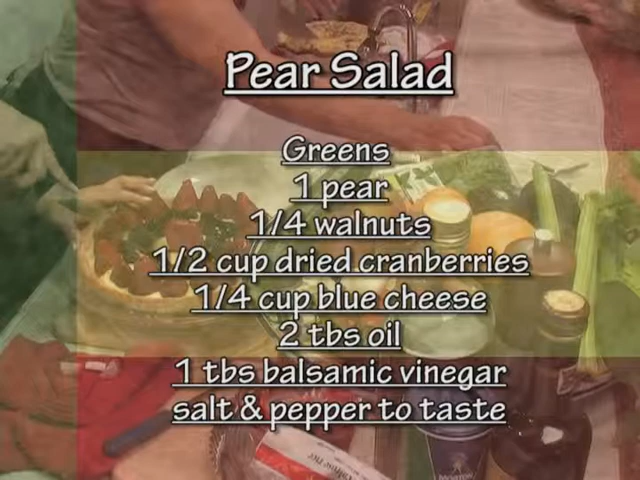 Pear Salad
Greens
1 pear
1/4 walnuts
1/2 cup dried cranberries
1/4 cup blue cheese
2 tbs oil
1 tbs balsamic vinegar
salt & pepper to taste